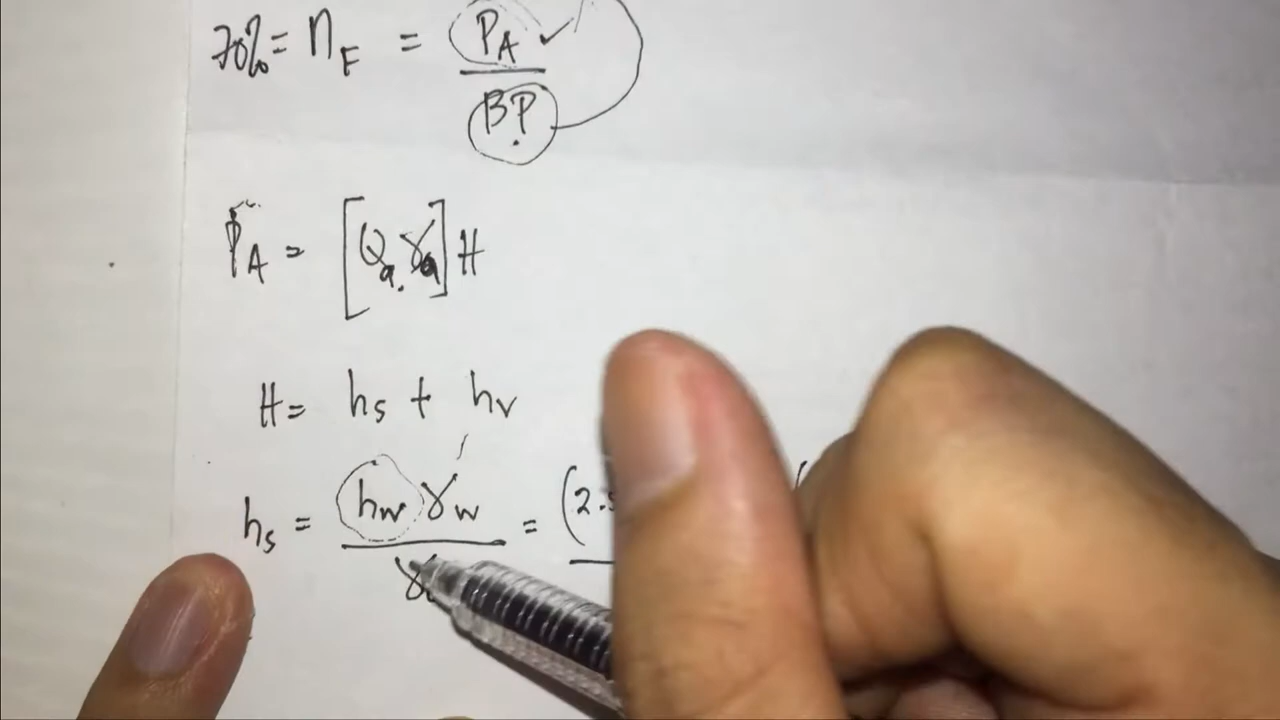 70% = η_F = P_A ✓ / BP
P_A = [Q_a γ_a] H
H = h_s + h_v
h_s = h_w γ_w / γ = (2.